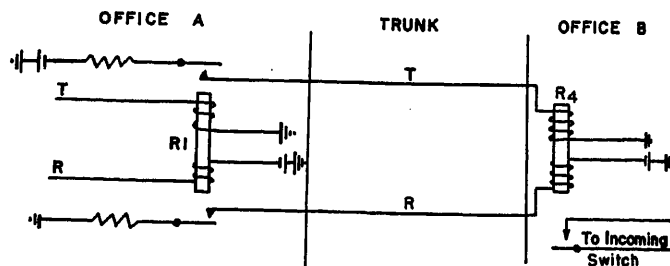 OFFICE A
TRUNK
OFFICE B
T
T
R4
R1
R
R
To Incoming
Switch